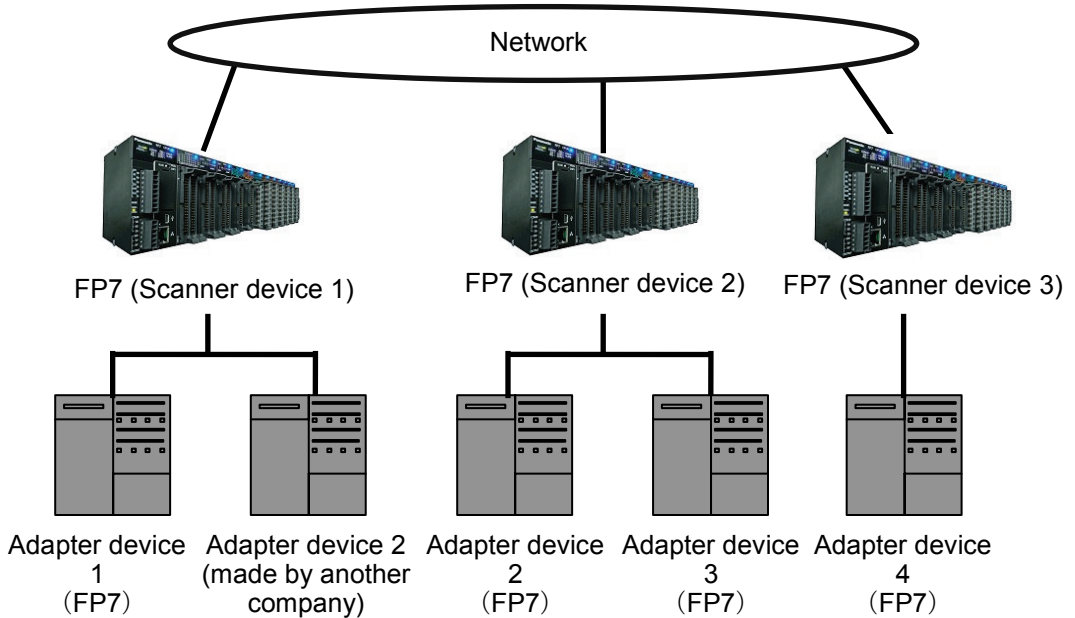 Network
FP7 (Scanner device 1)
FP7 (Scanner device 2)
FP7 (Scanner device 3)
Adapter device
1
（FP7）
Adapter device 2
(made by another
company)
Adapter device
2
（FP7）
Adapter device
3
（FP7）
Adapter device
4
（FP7）